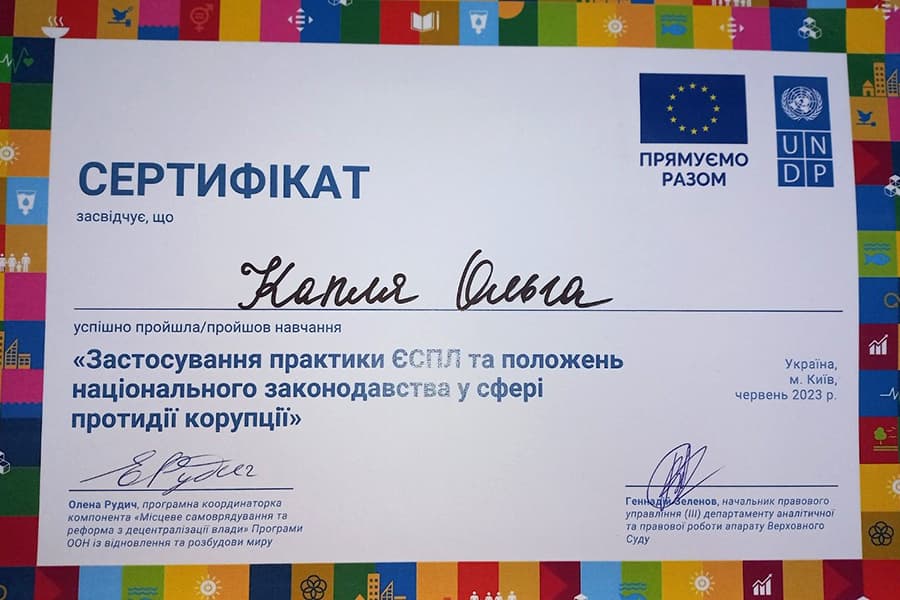 ПРЯМУЄМО
РАЗОМ
U N
D P
СЕРТИФІКАТ
засвідчує, що
Капля Ольга
успішно пройшла/пройшов навчання
«Застосування практики ЄСПЛ та положень
національного законодавства у сфері
протидії корупції»
Україна,
м. Київ,
червень 2023 р.
ЕРудич
Олена Рудич, програмна координаторка
компонента «Місцеве самоврядування та
реформа з децентралізації влади» Програми
ООН із відновлення та розбудови миру
Геннадій Зеленов, начальник правового
управління (III) департаменту аналітичної
та правової роботи апарату Верховного
Суду